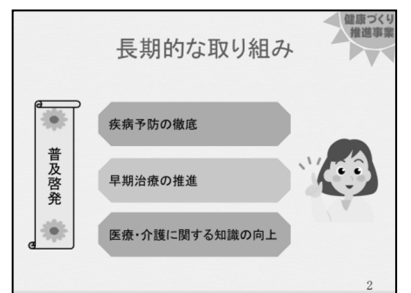 健康づくり
推進事業
長期的な取り組み
普及啓発
疾病予防の徹底
早期治療の推進
医療・介護に関する知識の向上
2